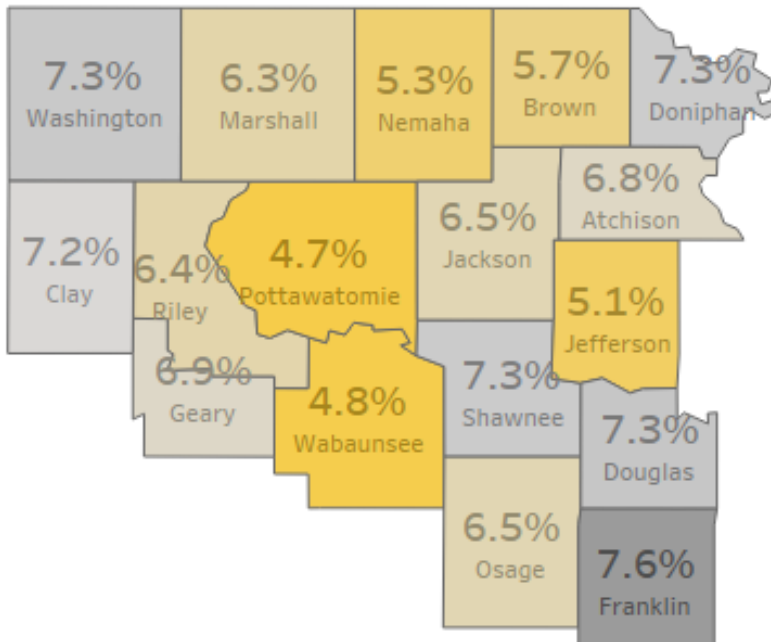 7.3%
Washington
6.3%
Marshall
5.3%
Nemaha
5.7%
Brown
7.3%
Doniphan
7.2%
Clay
6.4%
Riley
4.7%
Pottawatomie
6.5%
Jackson
6.8%
Atchison
5.1%
Jefferson
6.9%
Geary
4.8%
Wabaunsee
7.3%
Shawnee
7.3%
Douglas
6.5%
Osage
7.6%
Franklin